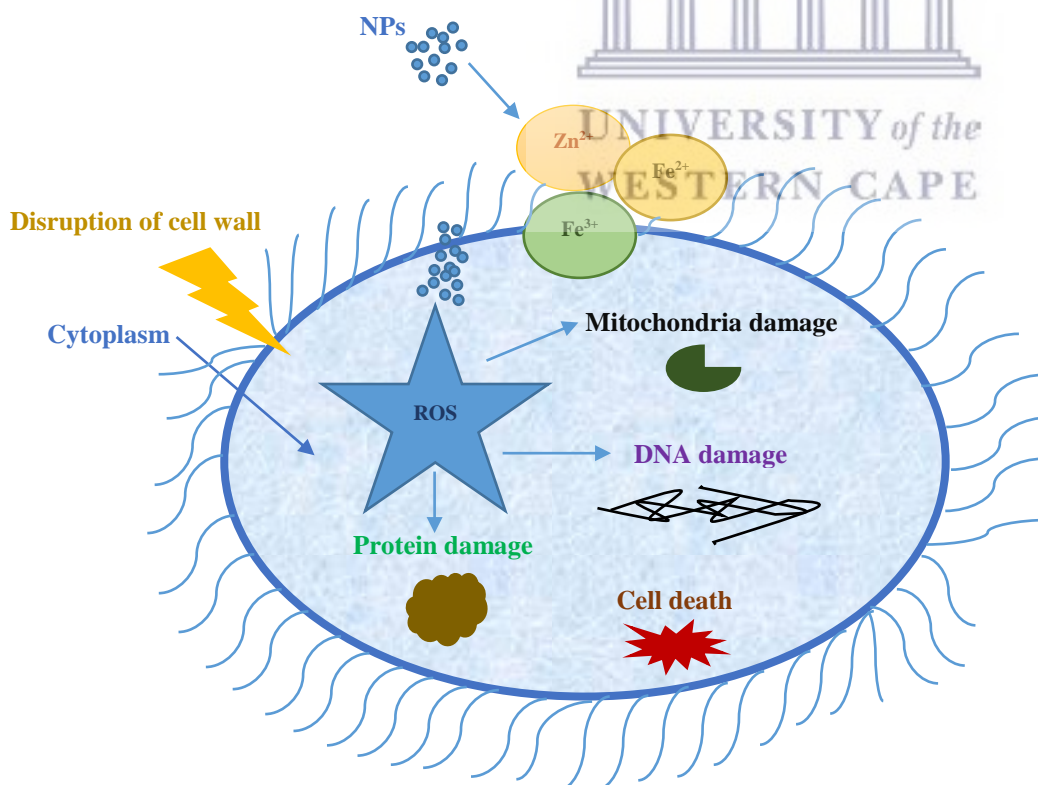 NPs
UNIVERSITY of the
WESTERN CAPE
Zn²⁺
Fe²⁺
Fe³⁺
Disruption of cell wall
Cytoplasm
Mitochondria damage
ROS
DNA damage
Protein damage
Cell death